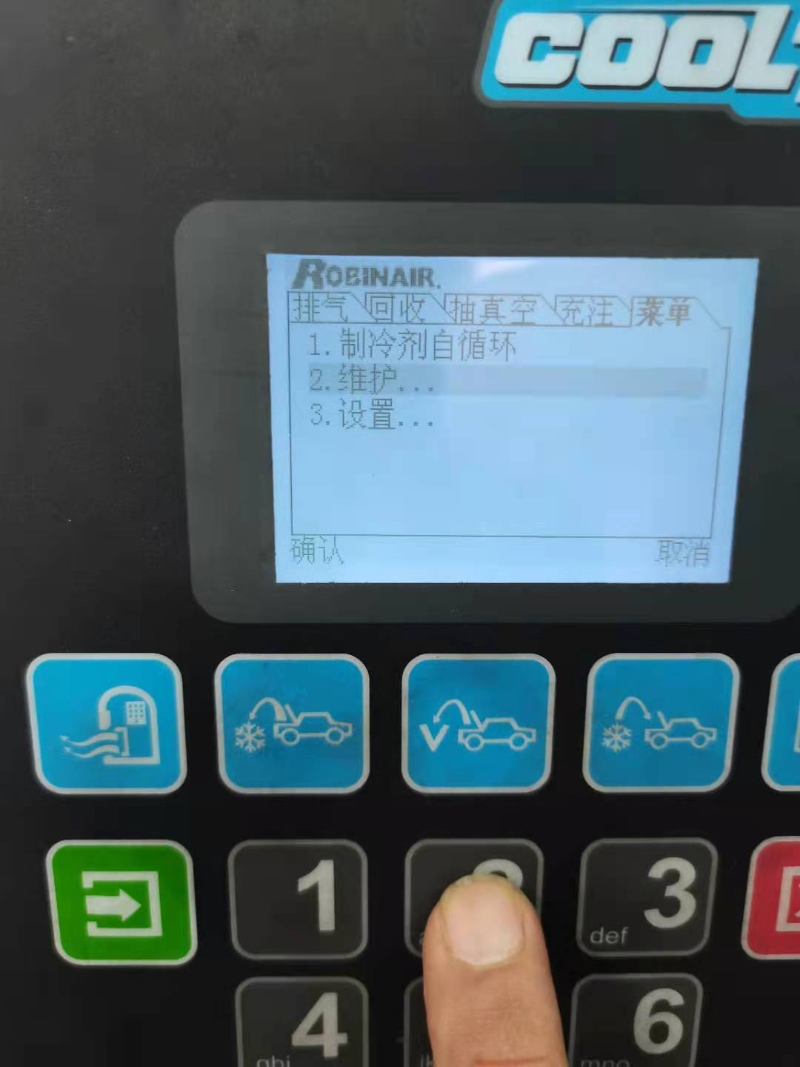 COOL
ROBINAIR.
排气 回收 抽真空 充注 菜单
1.制冷剂自循环
2.维护...
3.设置...
确认 取消
1
3
def
4
ghi
6
mno